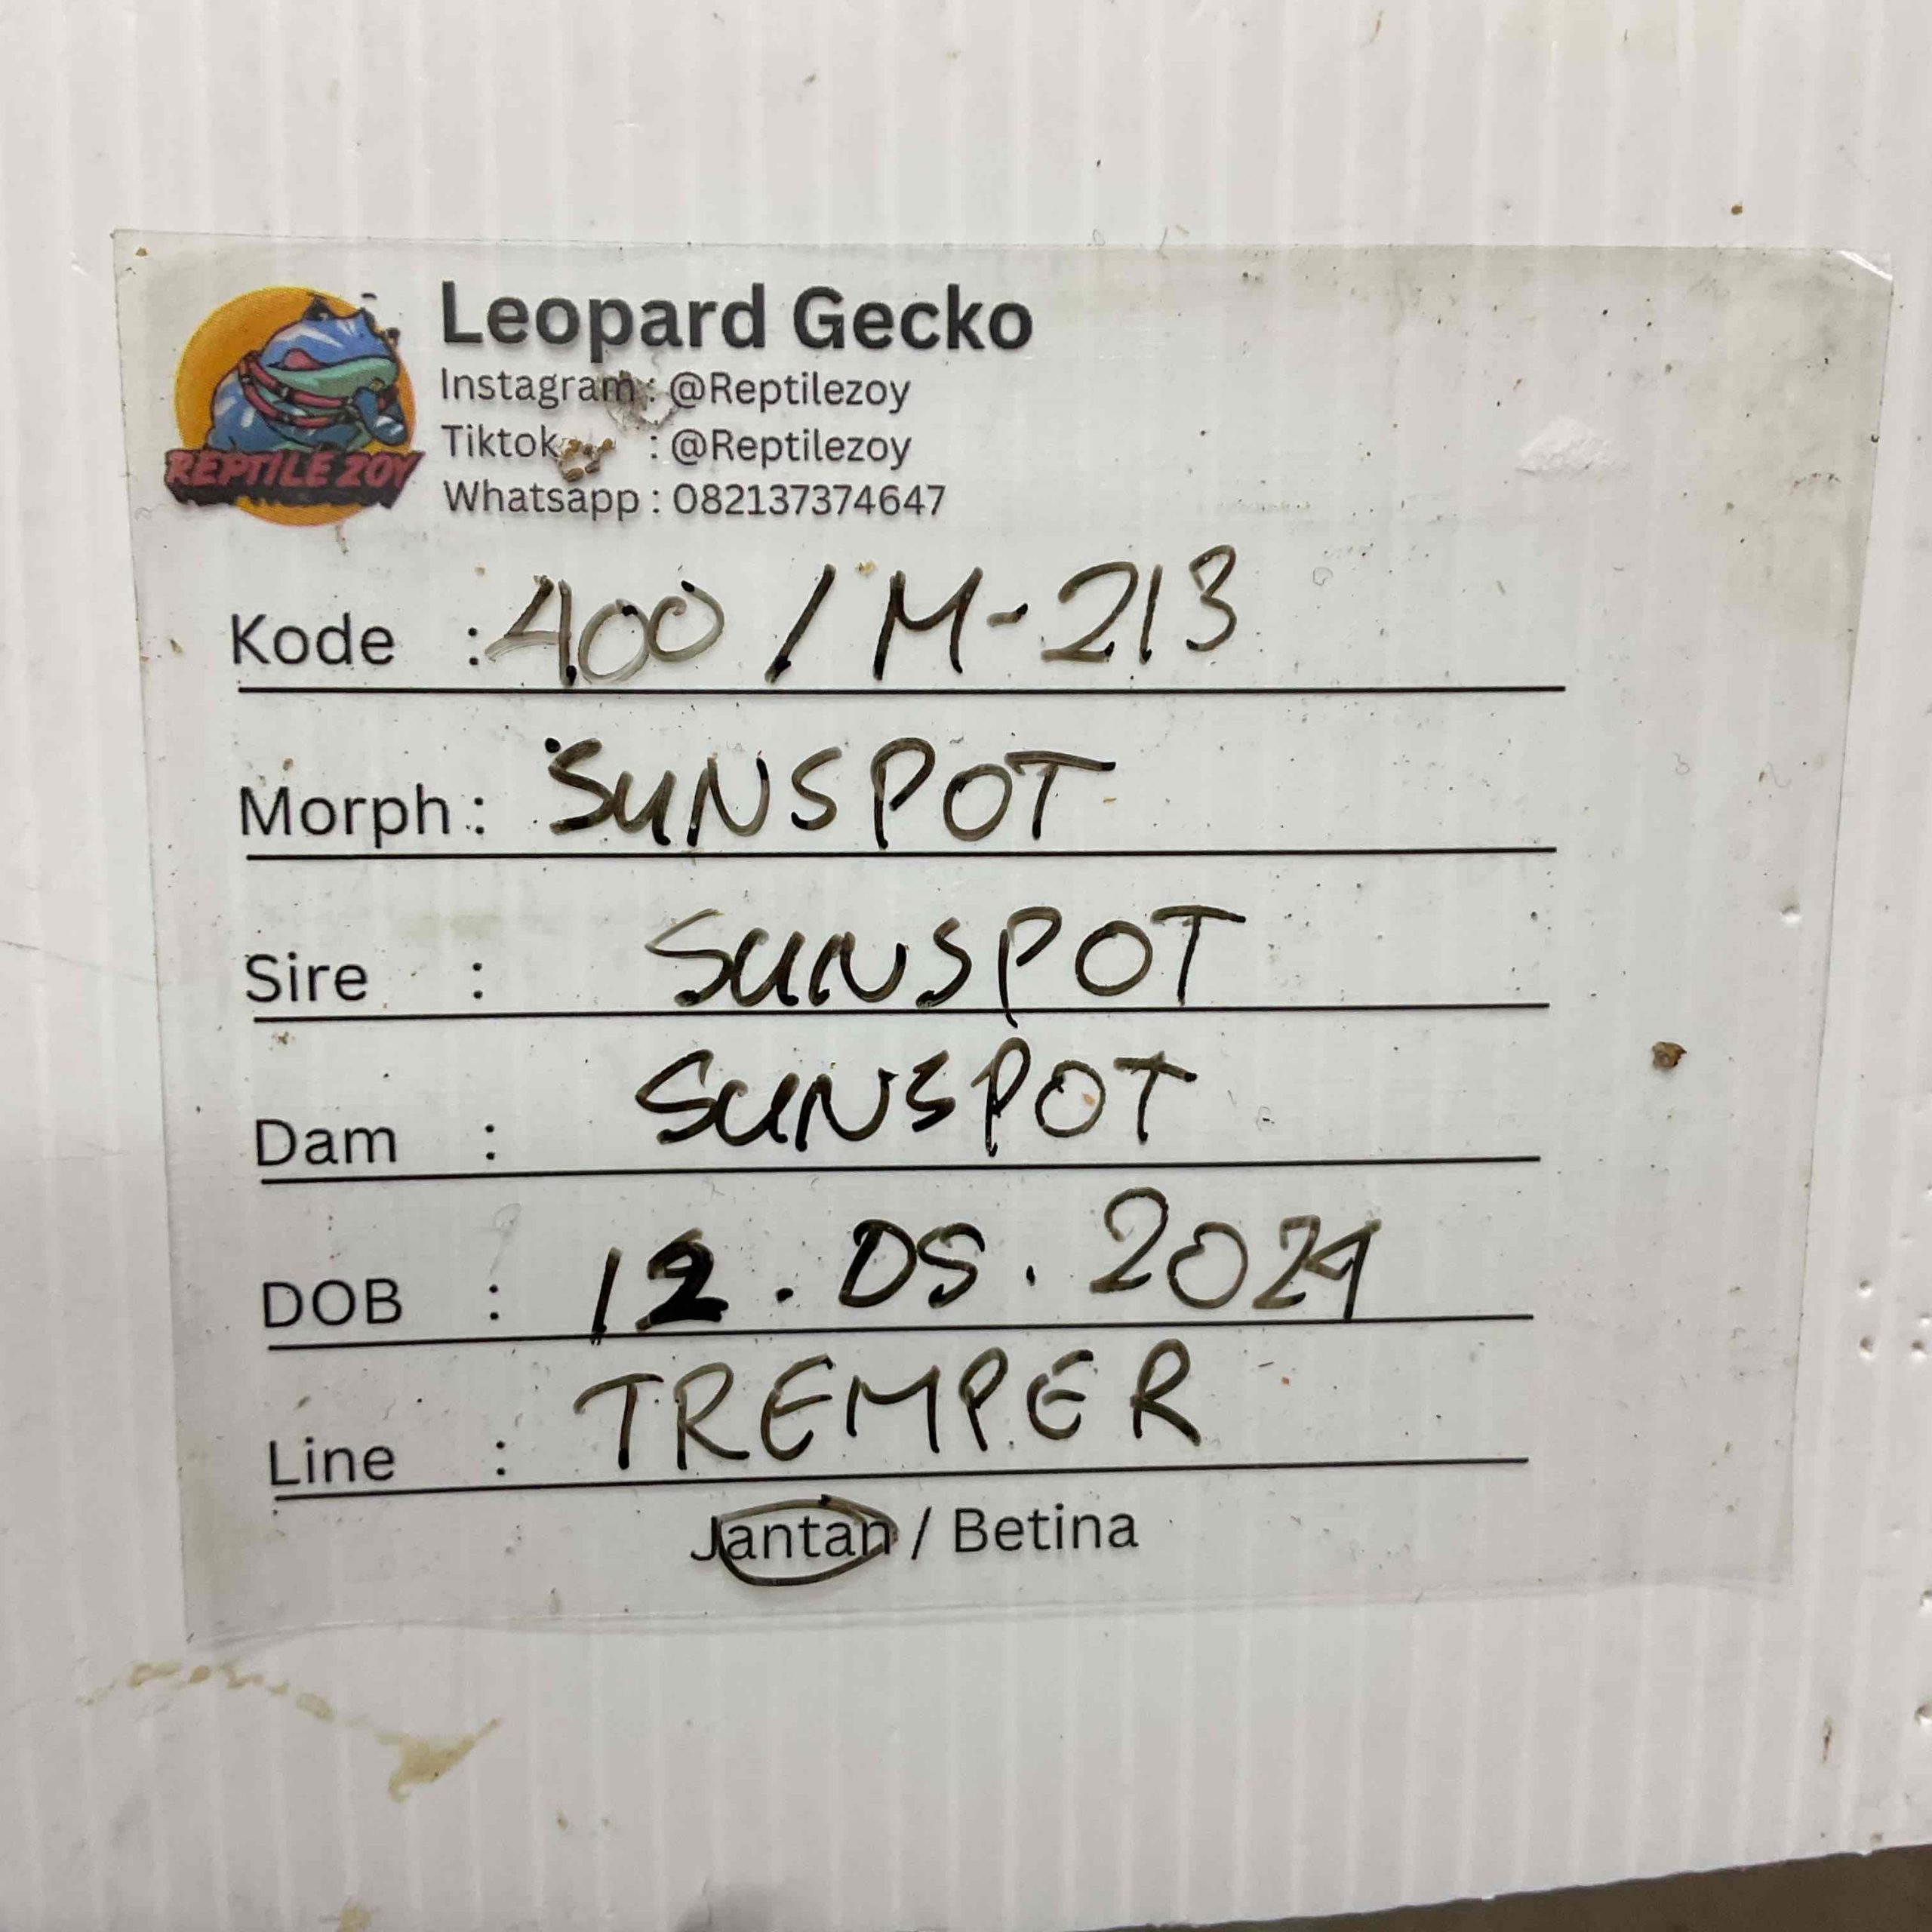 REPTILE ZOY
Leopard Gecko
Instagram : @Reptilezoy
Tiktok : @Reptilezoy
Whatsapp : 082137374647
Kode : 400 / M-213
Morph : SUNSPOT
Sire : SUNSPOT
Dam : SUNSPOT
DOB : 12.05.2024
Line : TREMPER
Jantan / Betina